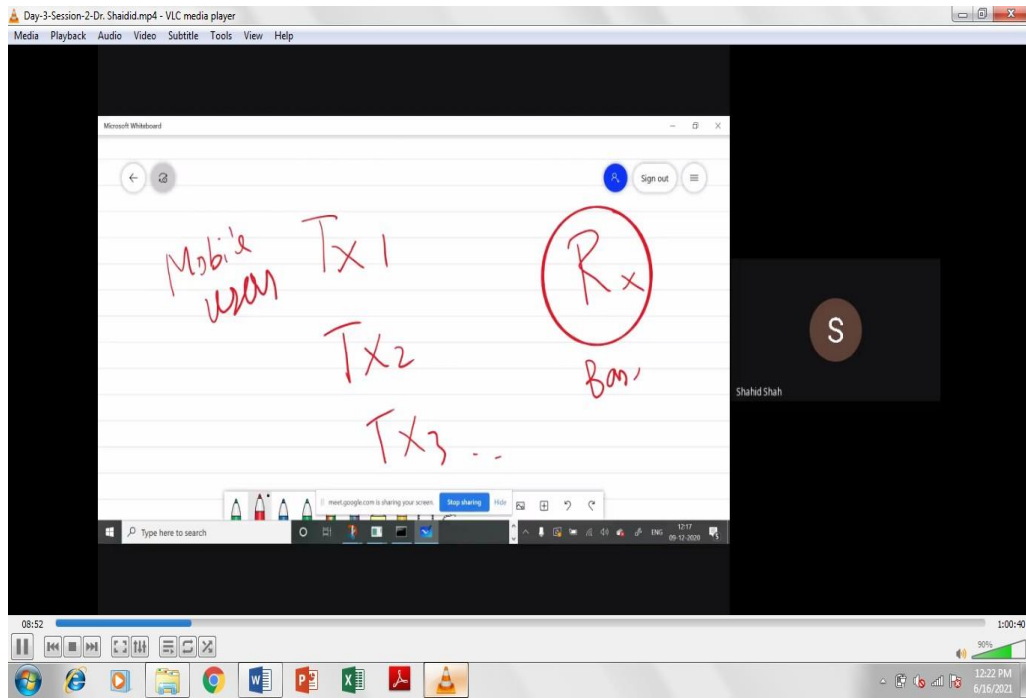 Day-3-Session-2-Dr. Shaidid.mp4 - VLC media player
Media Playback Audio Video Subtitle Tools View Help
Microsoft Whiteboard
Sign out
Mobile Tx 1
users
Rx
Tx2
Tx3 ..
S
Shahid Shah
meet.google.com is sharing your screen. Stop sharing Hide
Type here to search
ENG
12:17
09-12-2020
08:52
1:00:40
90%
12:22 PM
6/16/2021